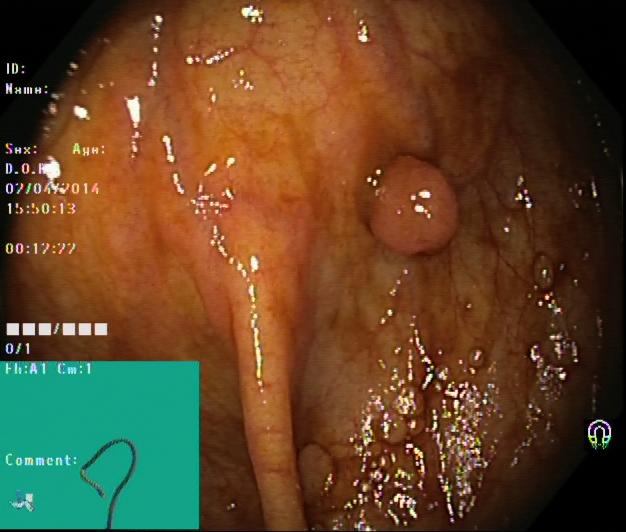 ID:
Name:
Sex: Age:
D.O.B
02/04/2014
15:50:13
00:12:22
■■■/■■■
0/1
Eh:A1 Cm:1
Comment: